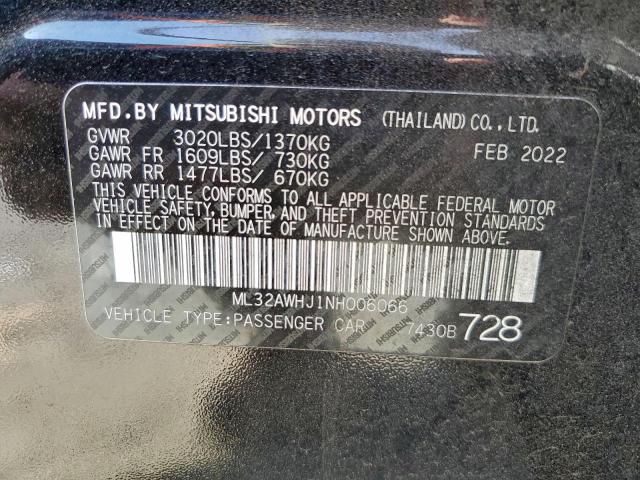 MFD.BY MITSUBISHI MOTORS (THAILAND)CO.,LTD.
GVWR 3020LBS/1370KG FEB 2022
GAWR FR 1609LBS/ 730KG
GAWR RR 1477LBS/ 670KG
THIS VEHICLE CONFORMS TO ALL APPLICABLE FEDERAL MOTOR
VEHICLE SAFETY, BUMPER, AND THEFT PREVENTION STANDARDS
IN EFFECT ON THE DATE OF MANUFACTURE SHOWN ABOVE.
ML32AWHJ1NH006066
VEHICLE TYPE:PASSENGER CAR 7430B 728